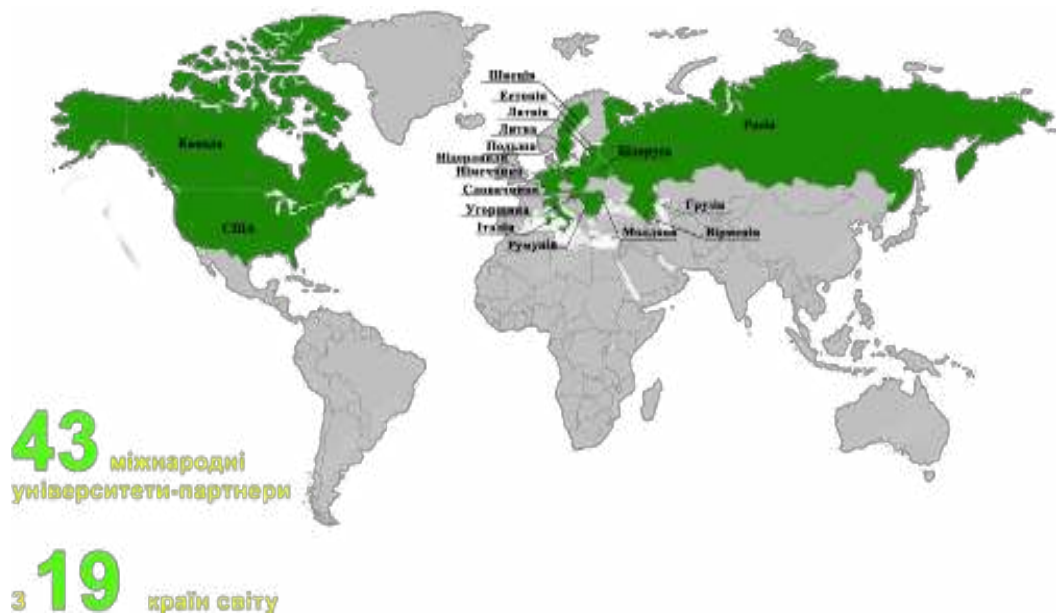 Швеція
Естонія
Латвія
Литва
Польща
Нідерланди
Німеччина
Словаччина
Угорщина
Італія
Румунія
Канада
США
Росія
Білорусь
Грузія
Молдова
Вірменія
43 міжнародні
університети-партнери
з 19 країн світу